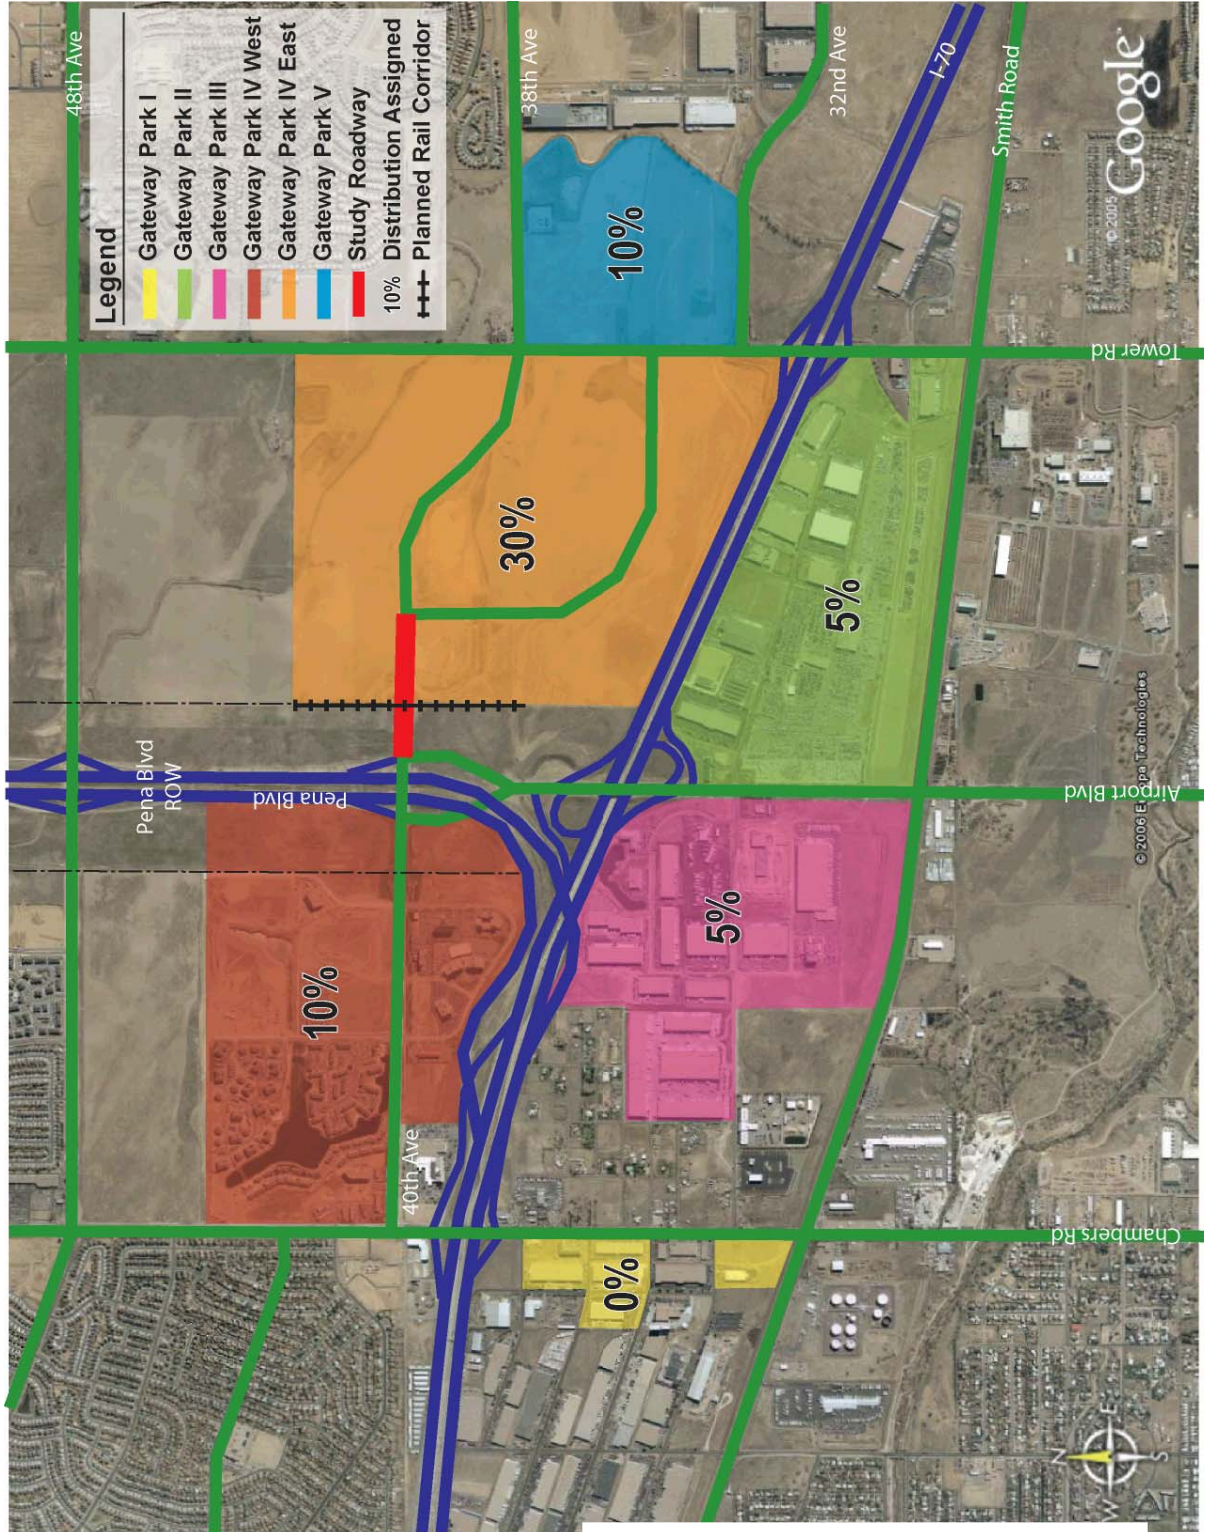 48th Ave
38th Ave
32nd Ave
I-70
Smith Road
Legend
Gateway Park I
Gateway Park II
Gateway Park III
Gateway Park IV West
Gateway Park IV East
Gateway Park V
Study Roadway
10% Distribution Assigned
Planned Rail Corridor
© 2005 Google™
10%
Tower Rd
30%
5%
Pena Blvd
ROW
Pena Blvd
© 2006 Europa Technologies
Airport Blvd
10%
5%
40th Ave
Chambers Rd
0%
N
W
E
S